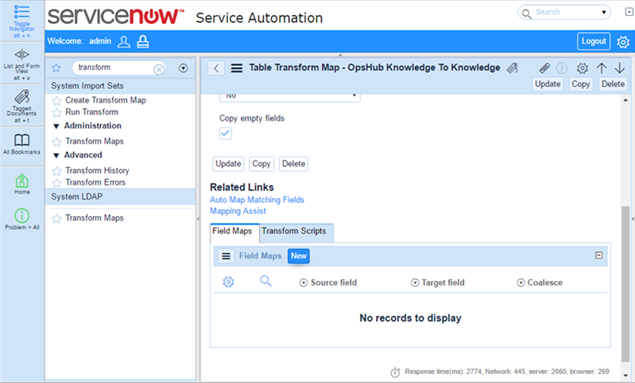 servicenow™ Service Automation
Search
Toggle
Navigator
alt + n
Welcome: admin
Logout
List and Form
View
alt + v
Tagged
Documents
alt + t
All Bookmarks
Home
Problem > All
transform
System Import Sets
Create Transform Map
Run Transform
▼ Administration
Transform Maps
▼ Advanced
Transform History
Transform Errors
System LDAP
Transform Maps
Table Transform Map - OpsHub Knowledge To Knowledge
Update Copy Delete
No
Copy empty fields
Update Copy Delete
Related Links
Auto Map Matching Fields
Mapping Assist
Field Maps Transform Scripts
Field Maps New
Source field Target field Coalesce
No records to display
Response time(ms): 2774, Network: 445, server: 2060, browser: 269